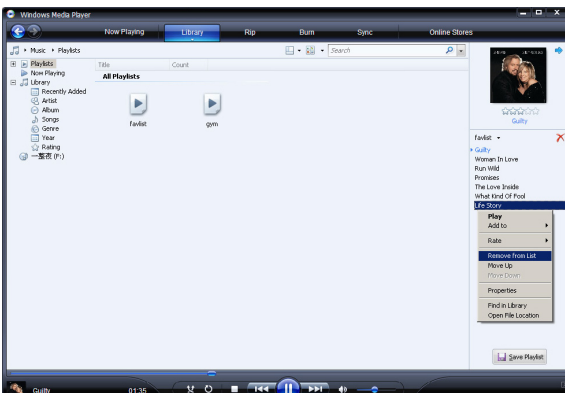 Windows Media Player
Now Playing Library Rip Burn Sync Online Stores
Music Playlists
Search
Playlists
Now Playing
Library
Recently Added
Artist
Album
Songs
Genre
Year
Rating
一整夜 (F:)
Title Count
All Playlists
favlist gym
Guilty
favlist
Guilty
Woman In Love
Run Wild
Promises
The Love Inside
What Kind Of Fool
Life Story
Play
Add to
Rate
Remove from List
Move Up
Move Down
Properties
Find in Library
Open File Location
Save Playlist
Guilty 01:35